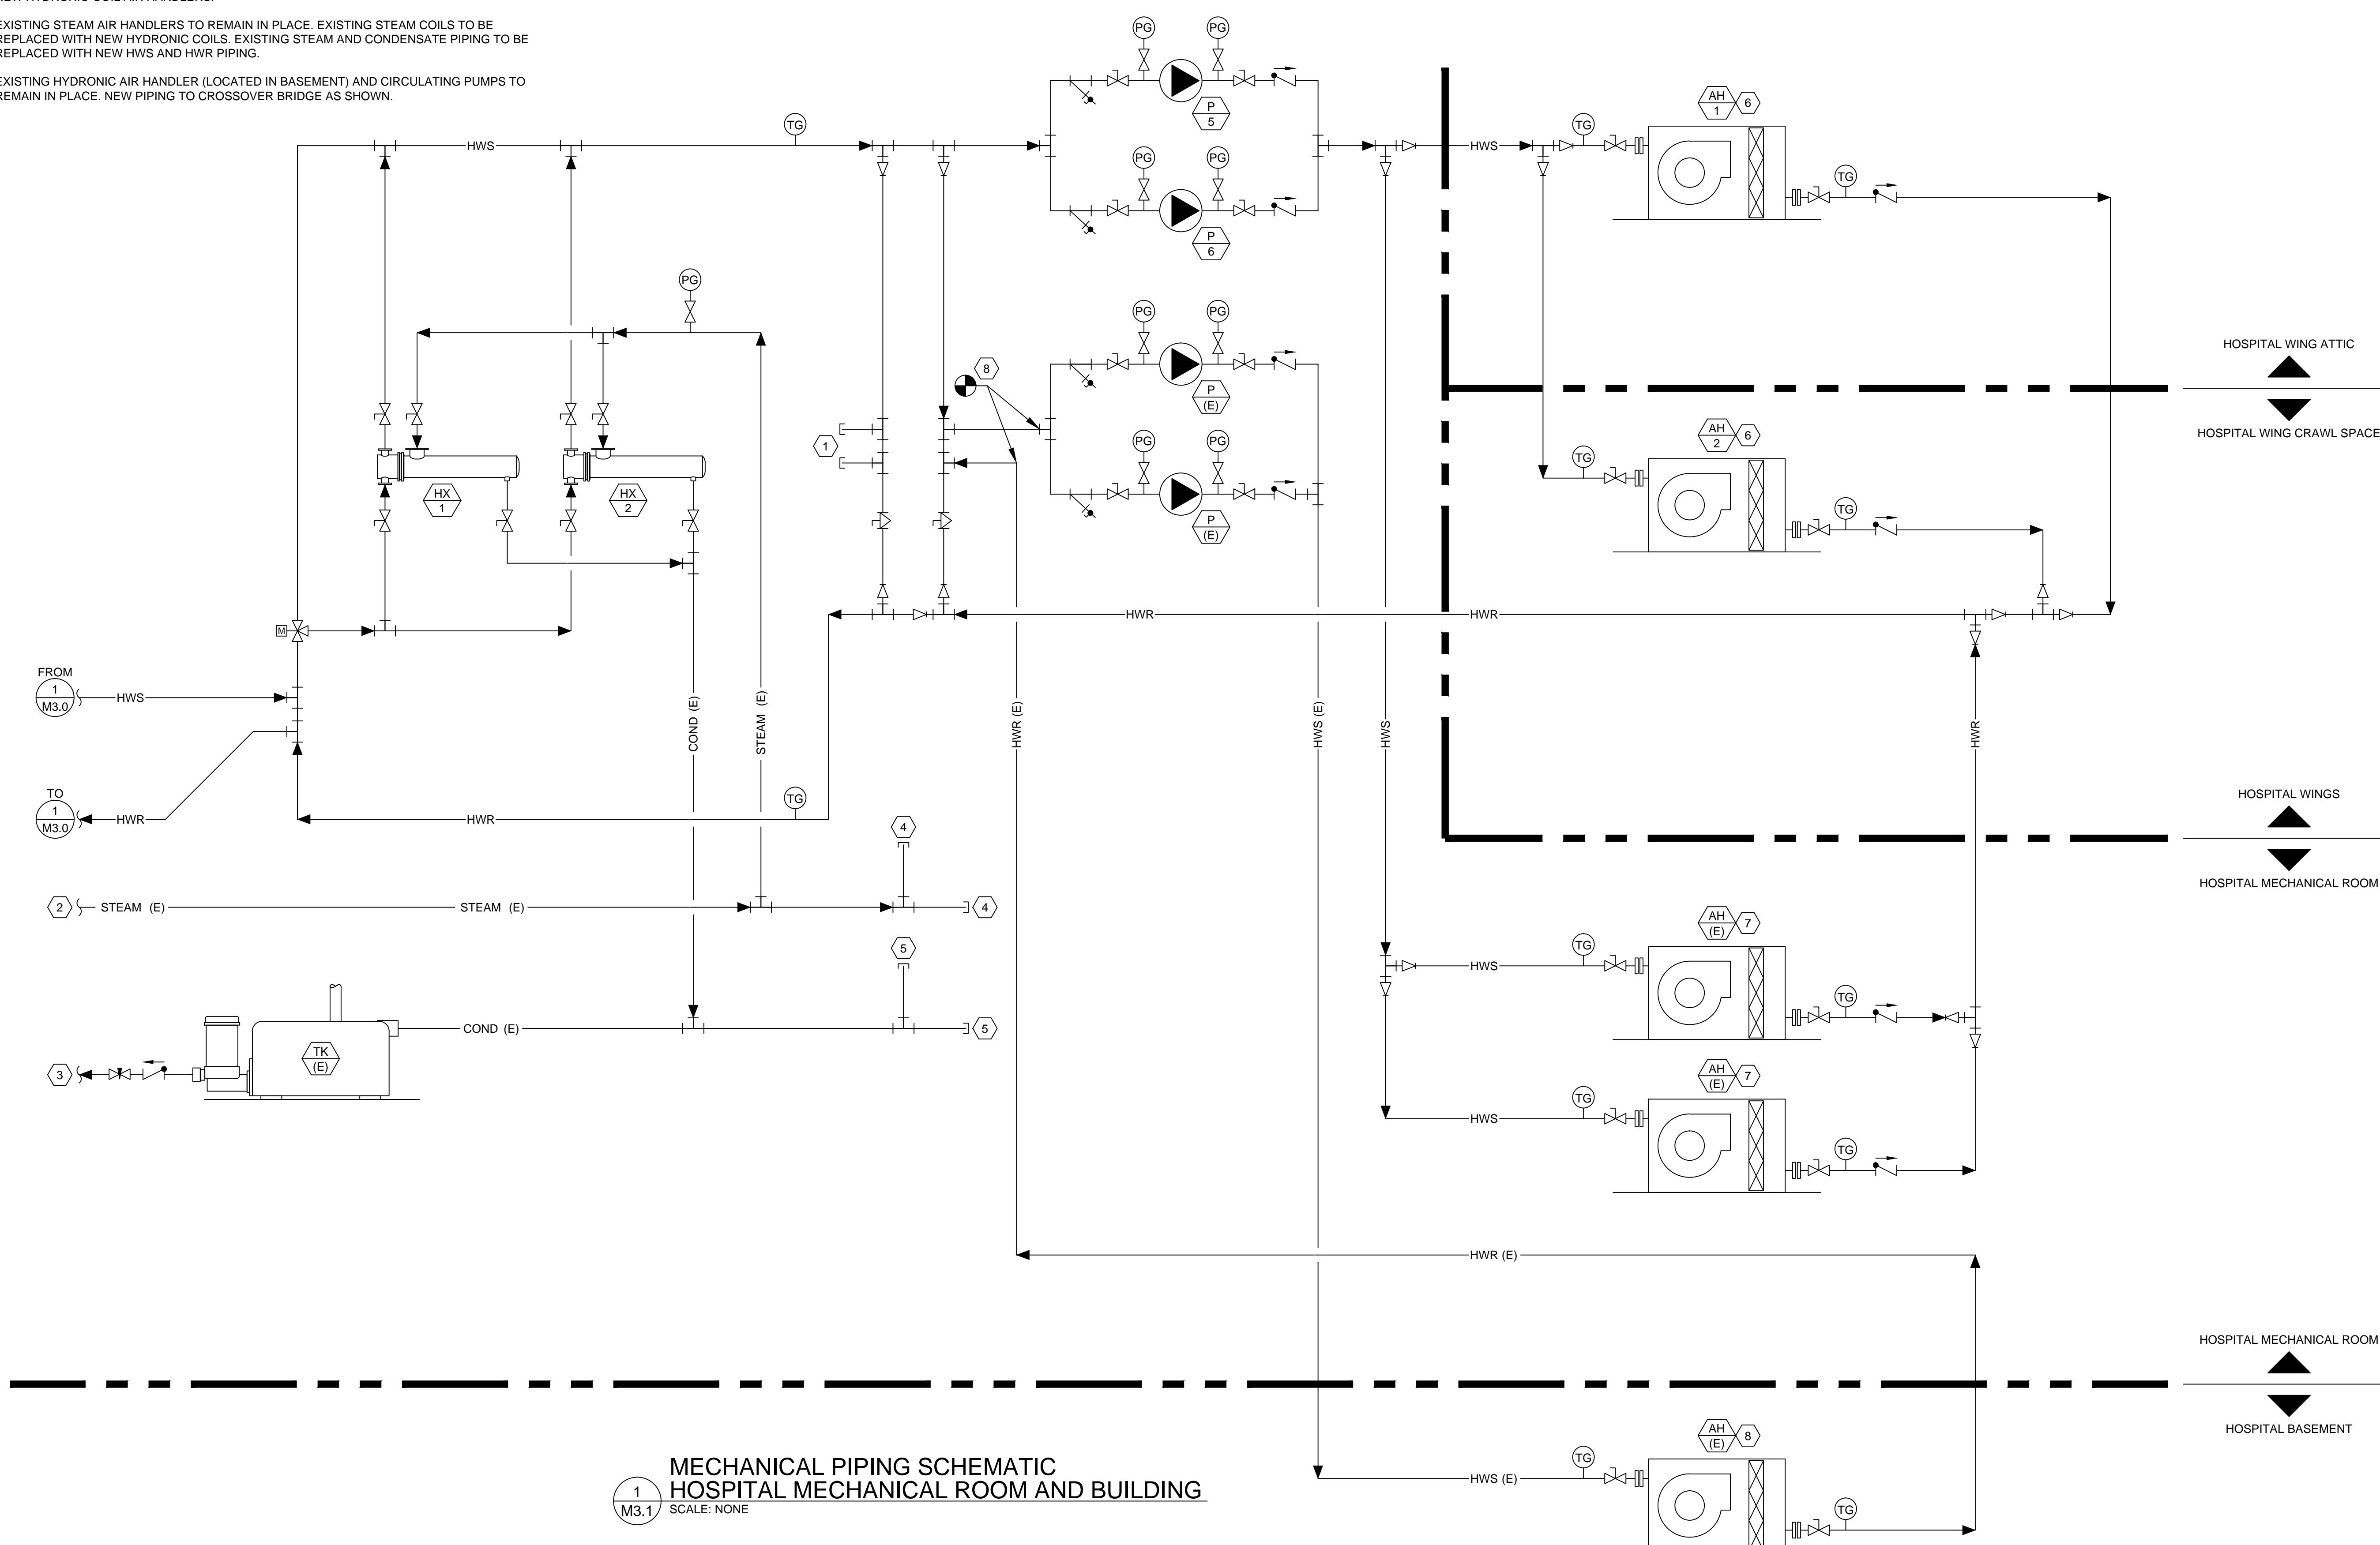 EXISTING STEAM AIR HANDLERS TO REMAIN IN PLACE. EXISTING STEAM COILS TO BE
REPLACED WITH NEW HYDRONIC COILS. EXISTING STEAM AND CONDENSATE PIPING TO BE
REPLACED WITH NEW HWS AND HWR PIPING.
EXISTING HYDRONIC AIR HANDLER (LOCATED IN BASEMENT) AND CIRCULATING PUMPS TO
REMAIN IN PLACE. NEW PIPING TO CROSSOVER BRIDGE AS SHOWN.
PG
PG
AH
1
6
P
5
TG
HWS
HWS
TG
PG
PG
TG
P
6
PG
PG
PG
HOSPITAL WING ATTIC
8
P
(E)
HOSPITAL WING CRAWL SPACE
1
PG
PG
AH
2
6
TG
HX
1
HX
2
TG
P
(E)
HWR
HWR
M
FROM
1
M3.0
HWS
COND (E)
STEAM (E)
HWR (E)
HWS (E)
HWS
HWR
TO
1
M3.0
HWR
HWR
TG
HOSPITAL WINGS
4
HOSPITAL MECHANICAL ROOM
2
STEAM (E)
STEAM (E)
4
AH
(E)
7
5
TG
HWS
TG
COND (E)
5
TK
(E)
3
AH
(E)
7
TG
HWS
TG
HWR (E)
HOSPITAL MECHANICAL ROOM
HOSPITAL BASEMENT
AH
(E)
8
TG
HWS (E)
TG
MECHANICAL PIPING SCHEMATIC
HOSPITAL MECHANICAL ROOM AND BUILDING
1
M3.1
SCALE: NONE